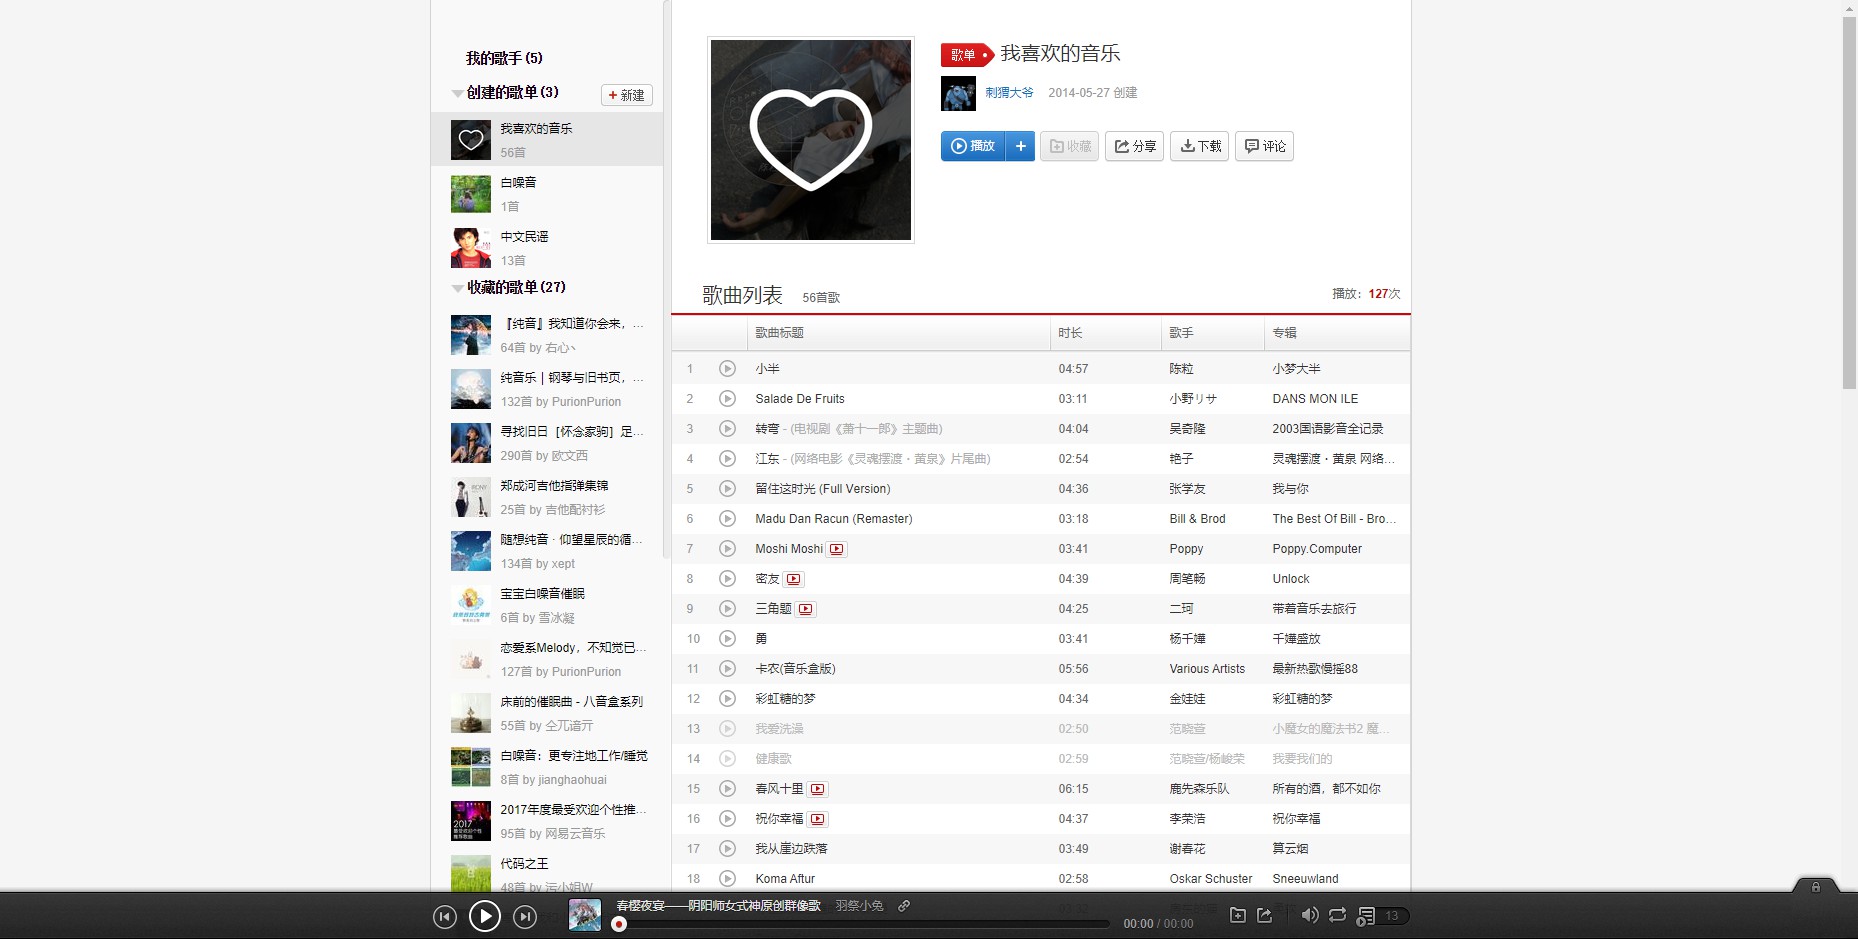 我的歌手(5)
创建的歌单(3)
+ 新建
我喜欢的音乐
56首
白噪音
1首
中文民谣
13首
收藏的歌单(27)
『纯音』我知道你会来，...
64首 by 右心丶
纯音乐 | 钢琴与旧书页，...
132首 by PurionPurion
寻找旧日［怀念家驹］足...
290首 by 欧文西
郑成河吉他指弹集锦
25首 by 吉他配衬衫
随想纯音 · 仰望星辰的循...
134首 by xept
宝宝白噪音催眠
6首 by 雪冰凝
恋爱系Melody，不知觉已...
127首 by PurionPurion
床前的催眠曲 - 八音盒系列
55首 by 仝兀谙亓
白噪音：更专注地工作/睡觉
8首 by jianghaohuai
2017年度最受欢迎个性推...
95首 by 网易云音乐
代码之王
48首 by 污小姐W
歌单
我喜欢的音乐
刺猬大爷 2014-05-27 创建
播放 + 收藏 分享 下载 评论
歌曲列表 56首歌 播放：127次
歌曲标题 时长 歌手 专辑
1 小半 04:57 陈粒 小梦大半
2 Salade De Fruits 03:11 小野リサ DANS MON ILE
3 转弯 - (电视剧《萧十一郎》主题曲) 04:04 吴奇隆 2003国语影音全记录
4 江东 - (网络电影《灵魂摆渡·黄泉》片尾曲) 02:54 艳子 灵魂摆渡·黄泉 网络...
5 留住这时光 (Full Version) 04:36 张学友 我与你
6 Madu Dan Racun (Remaster) 03:18 Bill & Brod The Best Of Bill - Bro...
7 Moshi Moshi 03:41 Poppy Poppy.Computer
8 密友 04:39 周笔畅 Unlock
9 三角题 04:25 二珂 带着音乐去旅行
10 勇 03:41 杨千嬅 千嬅盛放
11 卡农(音乐盒版) 05:56 Various Artists 最新热歌慢摇88
12 彩虹糖的梦 04:34 金娃娃 彩虹糖的梦
13 我爱洗澡 02:50 范晓萱 小魔女的魔法书2 魔...
14 健康歌 02:59 范晓萱/杨峻荣 我要我们的
15 春风十里 06:15 鹿先森乐队 所有的酒，都不如你
16 祝你幸福 04:37 李荣浩 祝你幸福
17 我从崖边跌落 03:49 谢春花 算云烟
18 Koma Aftur 02:58 Oskar Schuster Sneeuwland
春樱夜宴——阴阳师女式神原创群像歌 羽祭小兔
00:00 / 00:00
13